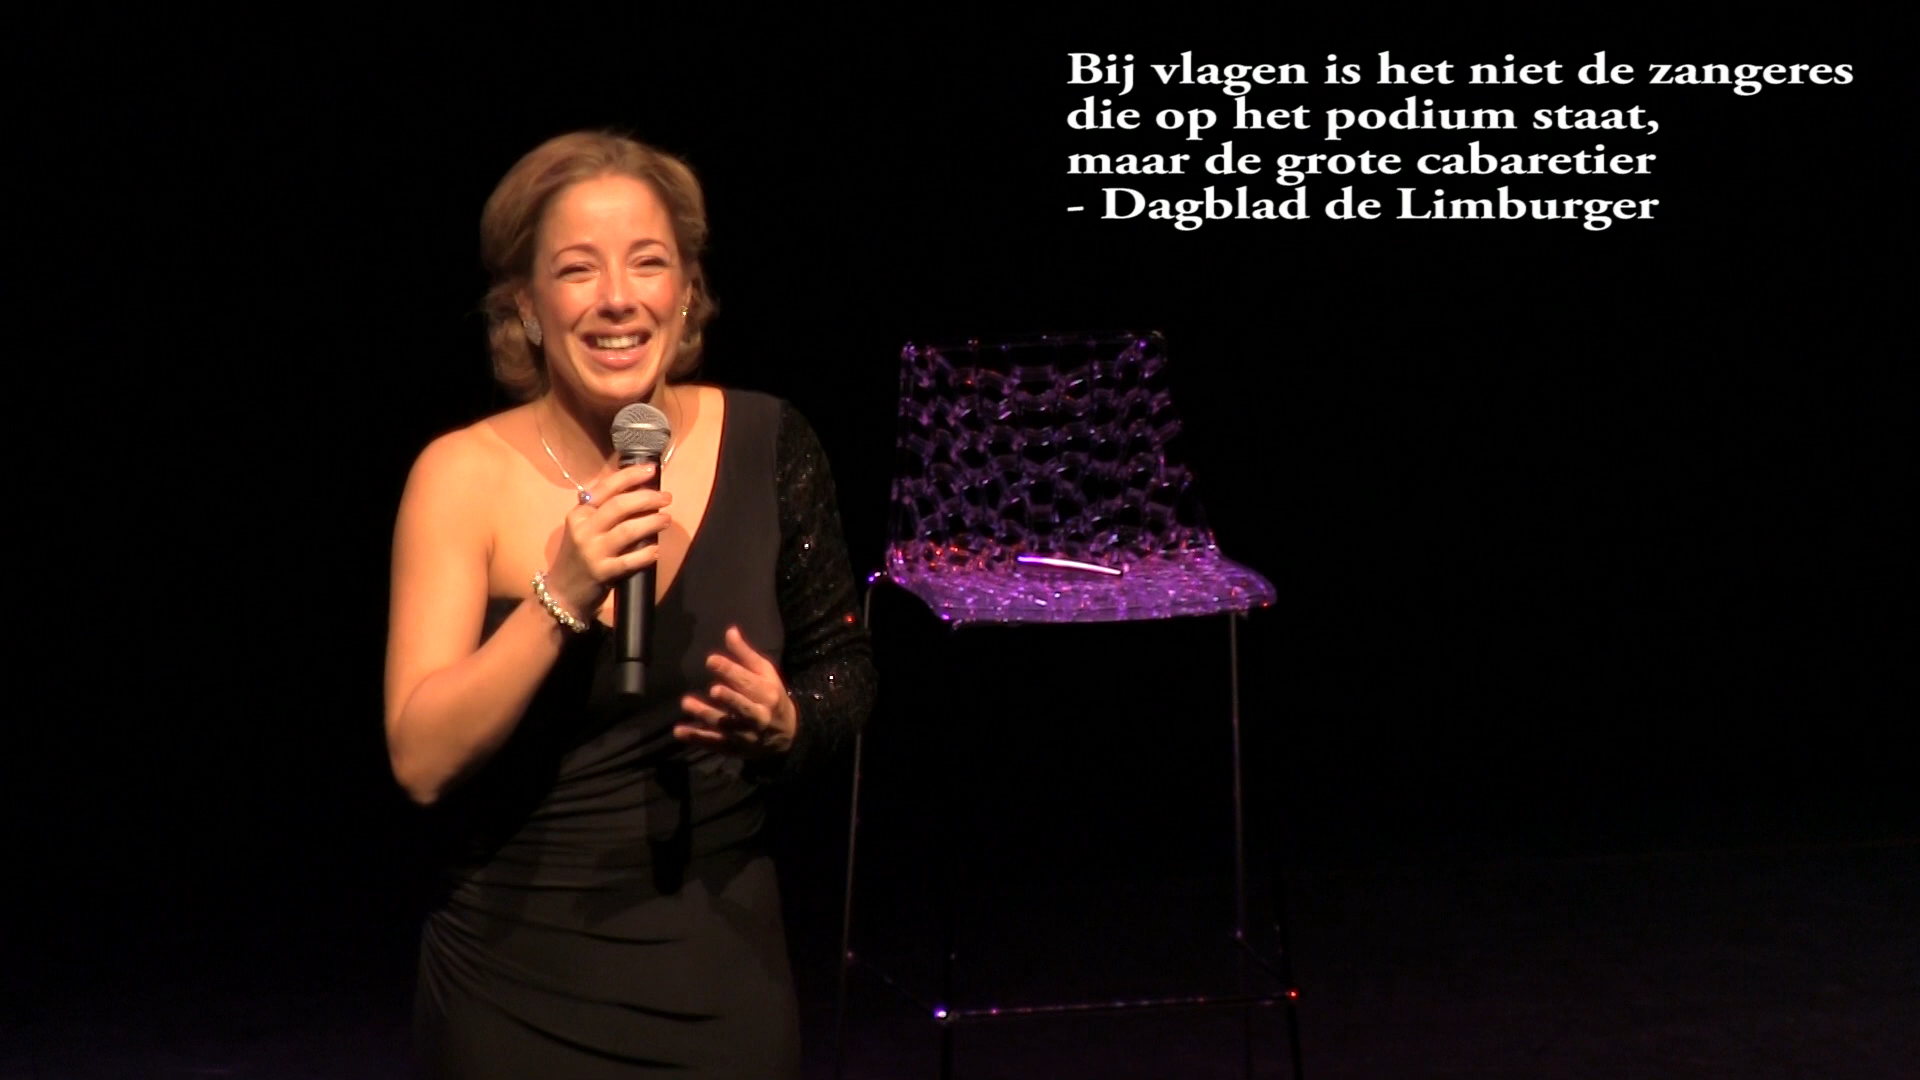 Bij vlagen is het niet de zangeres
die op het podium staat,
maar de grote cabaretier
- Dagblad de Limburger